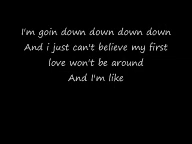 I'm goin down down down down
And i just can't believe my first
love won't be around
And I'm like